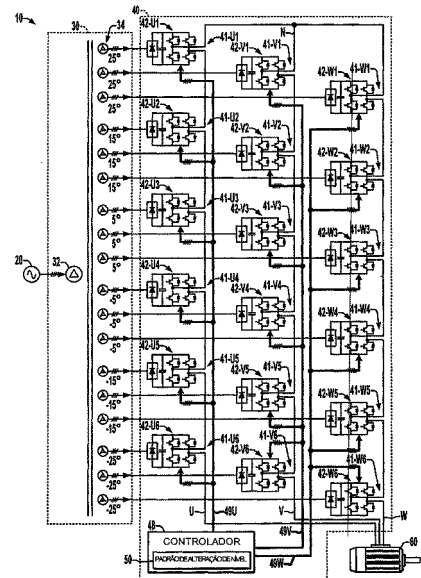 10
30
34
40
42-U1
41-U1
N
41-V1
42-V1
41-W1
42-W1
25°
25°
25°
42-U2
41-U2
42-V2
41-V2
42-W2
41-W2
15°
15°
15°
42-U3
41-U3
42-V3
41-V3
42-W3
41-W3
5°
5°
5°
20
32
42-U4
41-U4
42-V4
41-V4
42-W4
41-W4
-5°
-5°
-5°
42-U5
41-U5
42-V5
41-V5
42-W5
41-W5
-15°
-15°
-15°
42-U6
41-U6
42-V6
41-V6
42-W6
41-W6
-25°
-25°
-25°
U
49U
V
49V
W
48
CONTROLADOR
50
PADRÃO DE ALTERAÇÃO DE NÍVEL
49W
60